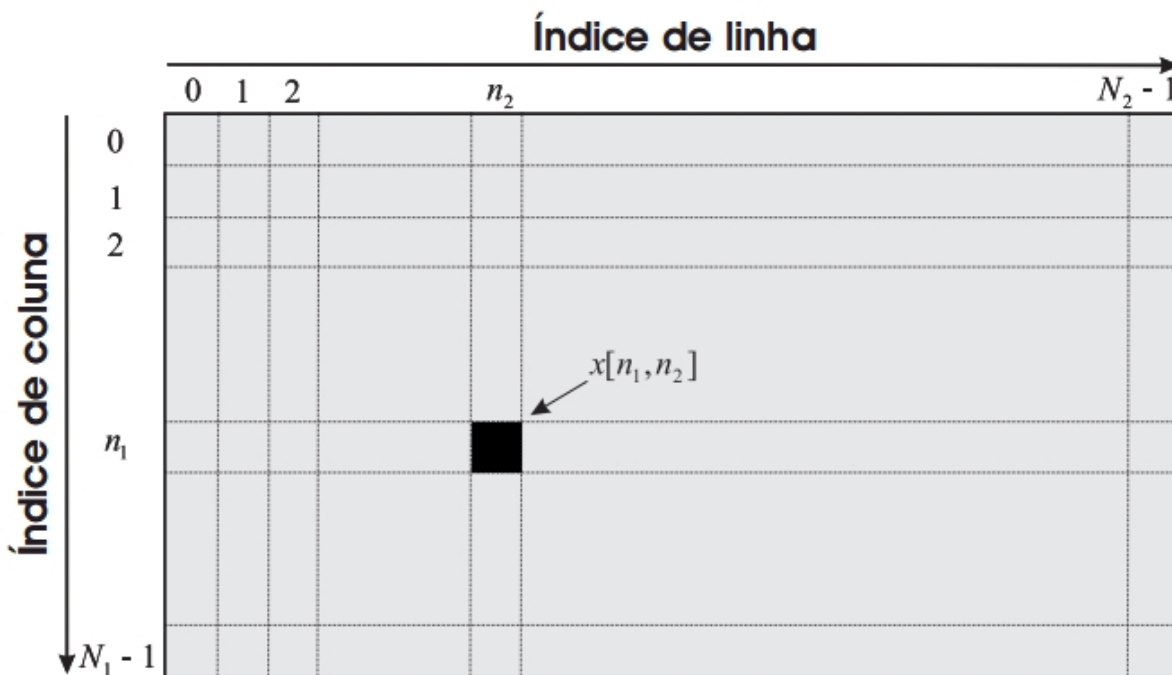 Índice de linha
0 1 2 n₂ N₂ - 1
0
1
2
Índice de coluna
x[n₁, n₂]
n₁
N₁ - 1